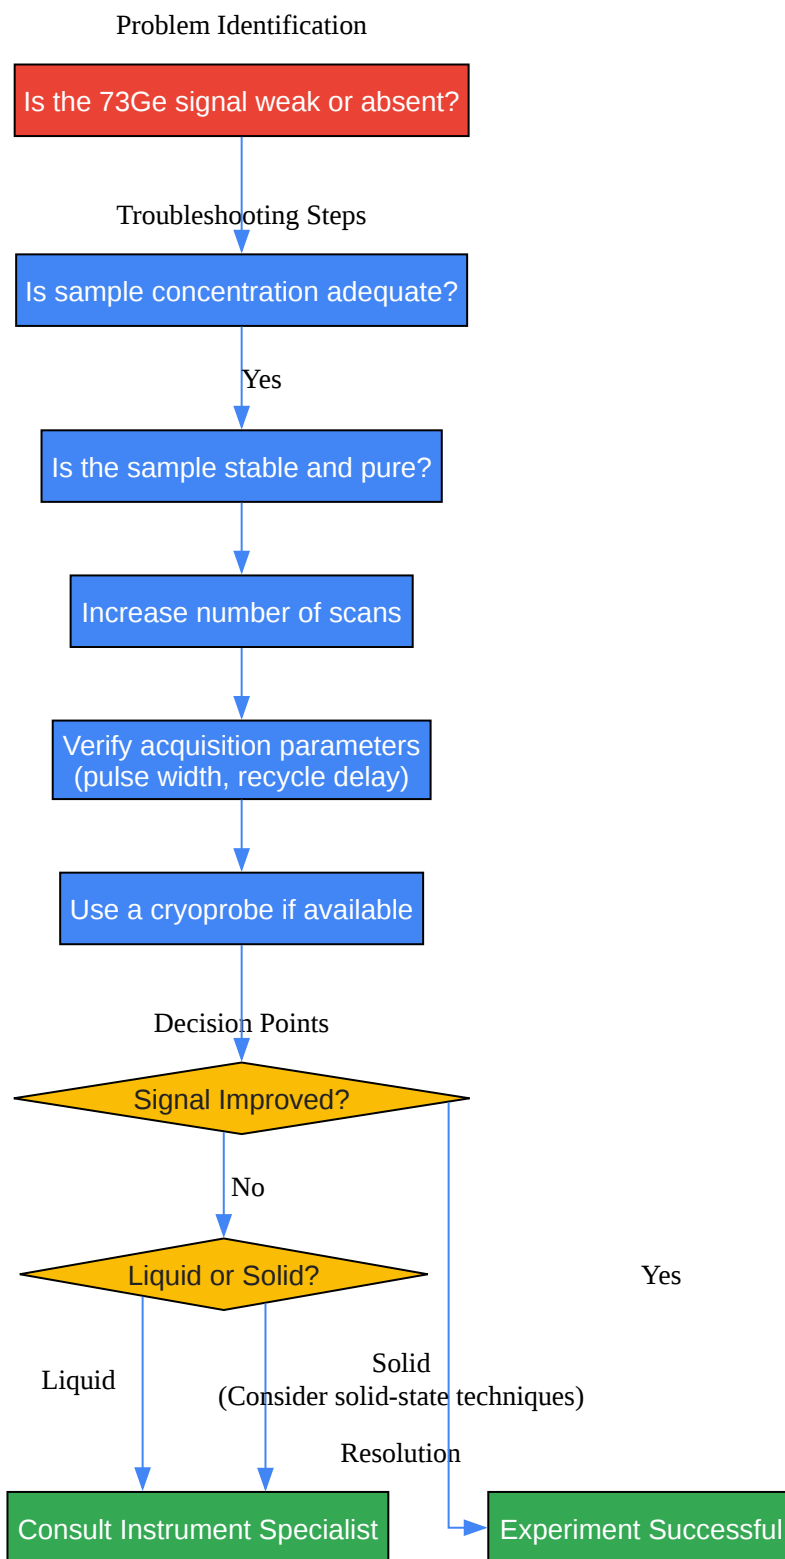 Problem Identification
Is the 73Ge signal weak or absent?
Troubleshooting Steps
Is sample concentration adequate?
Yes
Is the sample stable and pure?
Increase number of scans
Verify acquisition parameters
(pulse width, recycle delay)
Use a cryoprobe if available
Decision Points
Signal Improved?
No
Liquid or Solid?
Yes
Liquid
Solid
(Consider solid-state techniques)
Resolution
Consult Instrument Specialist
Experiment Successful